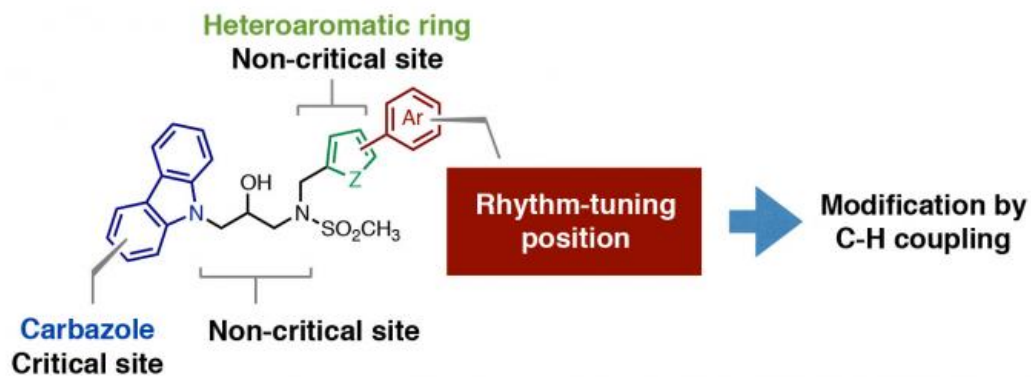 Heteroaromatic ring
Non-critical site
Ar
Z
OH
N
N
SO₂CH₃
Rhythm-tuning
position
Modification by
C-H coupling
Carbazole
Critical site
Non-critical site